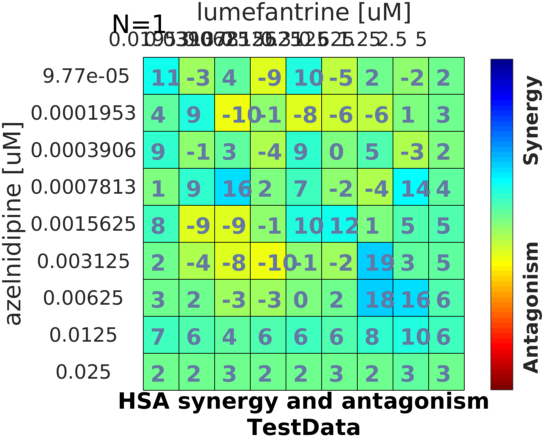 lumefantrine [uM]
N=1
2.5 5
9.77e-05 11 -3 4 -9 10 -5 2 -2 2
0.0001953 4 9 -10 -1 -8 -6 -6 1 3
0.0003906 9 -1 3 -4 9 0 5 -3 2
0.0007813 1 9 16 2 7 -2 -4 14 4
0.0015625 8 -9 -9 -1 10 12 1 5 5
0.003125 2 -4 -8 -10 -1 -2 19 3 5
0.00625 3 2 -3 -3 0 2 18 16 6
0.0125 7 6 4 6 6 6 8 10 6
0.025 2 2 3 2 2 3 2 3 3
azelnidipine [uM]
Synergy
Antagonism
HSA synergy and antagonism
TestData